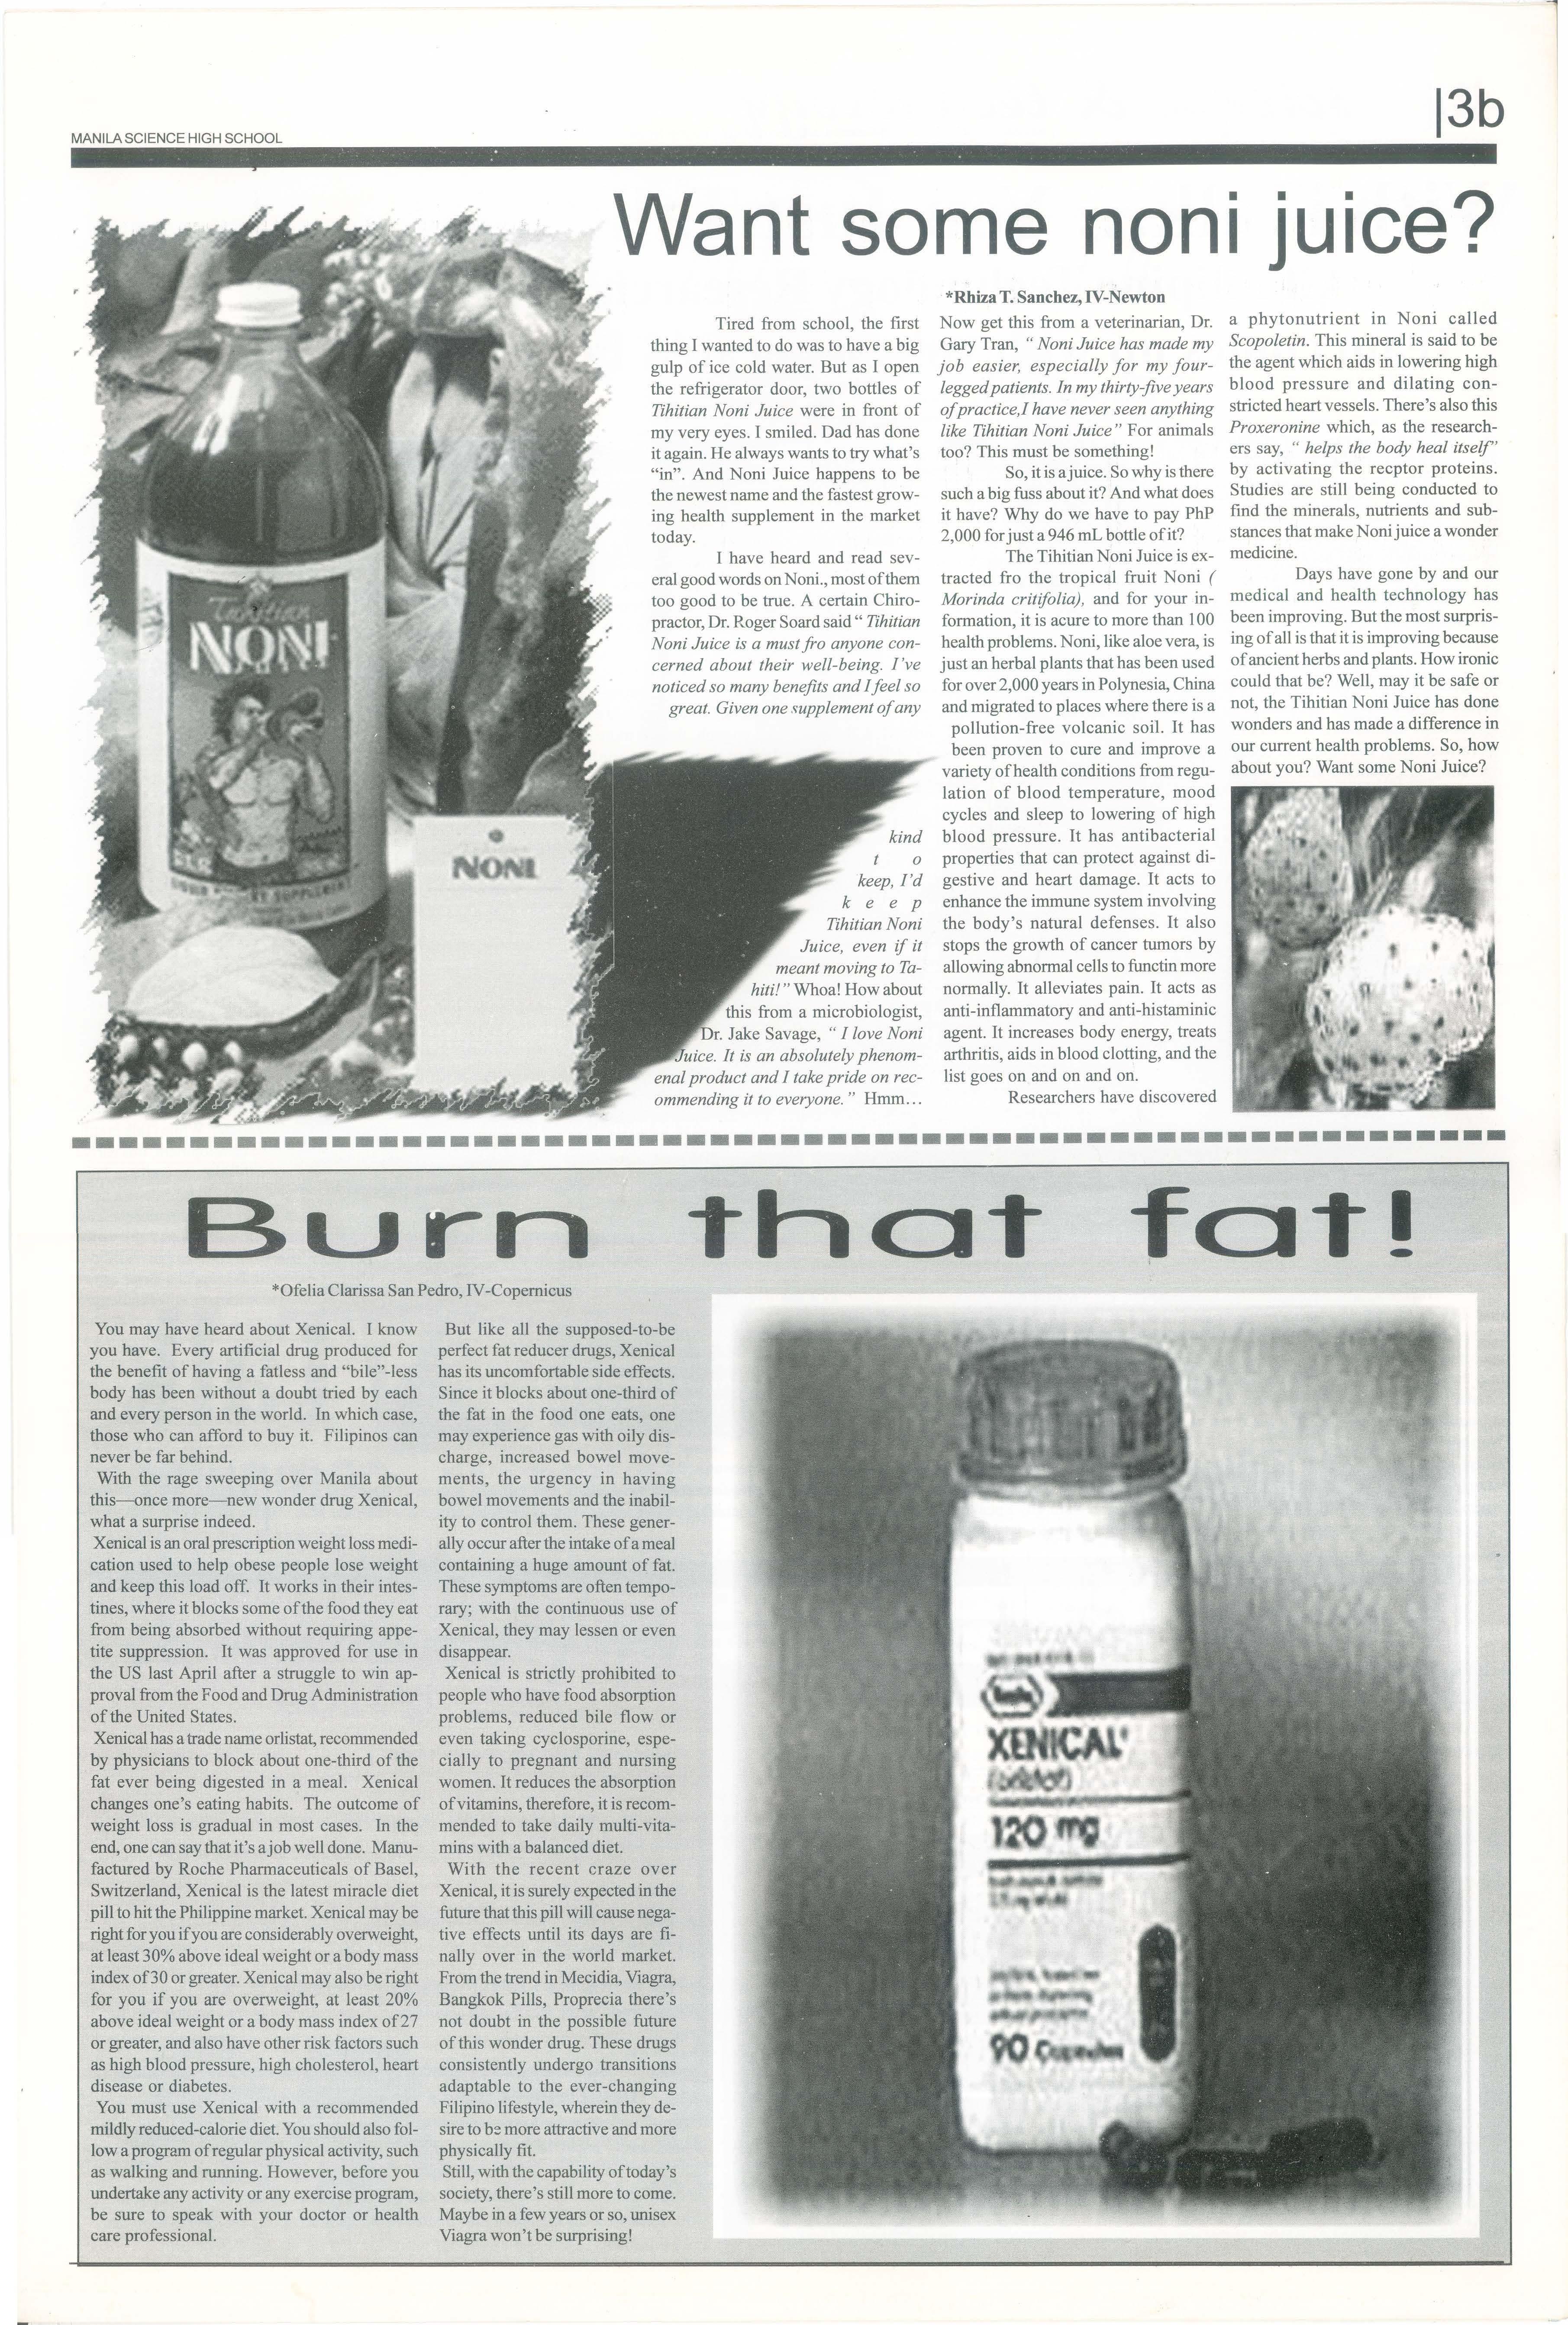 |3b
MANILA SCIENCE HIGH SCHOOL
Want some noni juice?
*Rhiza T. Sanchez, IV-Newton
Tired from school, the first
thing I wanted to do was to have a big
gulp of ice cold water. But as I open
the refrigerator door, two bottles of
Tihitian Noni Juice were in front of
my very eyes. I smiled. Dad has done
it again. He always wants to try what's
“in”. And Noni Juice happens to be
the newest name and the fastest grow-
ing health supplement in the market
today.
I have heard and read sev-
eral good words on Noni., most of them
too good to be true. A certain Chiro-
practor, Dr. Roger Soard said “ Tihitian
Noni Juice is a must fro anyone con-
cerned about their well-being. I've
noticed so many benefits and I feel so
great. Given one supplement of any
kind
t o
keep, I'd
k e e p
Tihitian Noni
Juice, even if it
meant moving to Ta-
hiti!” Whoa! How about
this from a microbiologist,
Dr. Jake Savage, “ I love Noni
Juice. It is an absolutely phenom-
enal product and I take pride on rec-
ommending it to everyone.” Hmm...
Now get this from a veterinarian, Dr.
Gary Tran, “ Noni Juice has made my
job easier, especially for my four-
legged patients. In my thirty-five years
of practice,I have never seen anything
like Tihitian Noni Juice” For animals
too? This must be something!
So, it is a juice. So why is there
such a big fuss about it? And what does
it have? Why do we have to pay PhP
2,000 for just a 946 mL bottle of it?
The Tihitian Noni Juice is ex-
tracted fro the tropical fruit Noni (
Morinda critifolia), and for your in-
formation, it is acure to more than 100
health problems. Noni, like aloe vera, is
just an herbal plants that has been used
for over 2,000 years in Polynesia, China
and migrated to places where there is a
pollution-free volcanic soil. It has
been proven to cure and improve a
variety of health conditions from regu-
lation of blood temperature, mood
cycles and sleep to lowering of high
blood pressure. It has antibacterial
properties that can protect against di-
gestive and heart damage. It acts to
enhance the immune system involving
the body's natural defenses. It also
stops the growth of cancer tumors by
allowing abnormal cells to functin more
normally. It alleviates pain. It acts as
anti-inflammatory and anti-histaminic
agent. It increases body energy, treats
arthritis, aids in blood clotting, and the
list goes on and on and on.
Researchers have discovered
a phytonutrient in Noni called
Scopoletin. This mineral is said to be
the agent which aids in lowering high
blood pressure and dilating con-
stricted heart vessels. There's also this
Proxeronine which, as the research-
ers say, “ helps the body heal itself”
by activating the recptor proteins.
Studies are still being conducted to
find the minerals, nutrients and sub-
stances that make Noni juice a wonder
medicine.
Days have gone by and our
medical and health technology has
been improving. But the most surpris-
ing of all is that it is improving because
of ancient herbs and plants. How ironic
could that be? Well, may it be safe or
not, the Tihitian Noni Juice has done
wonders and has made a difference in
our current health problems. So, how
about you? Want some Noni Juice?
Tahitian
NONI
NONI
Burn that fat!
*Ofelia Clarissa San Pedro, IV-Copernicus
You may have heard about Xenical. I know
you have. Every artificial drug produced for
the benefit of having a fatless and “bile”-less
body has been without a doubt tried by each
and every person in the world. In which case,
those who can afford to buy it. Filipinos can
never be far behind.
With the rage sweeping over Manila about
this—once more—new wonder drug Xenical,
what a surprise indeed.
Xenical is an oral prescription weight loss medi-
cation used to help obese people lose weight
and keep this load off. It works in their intes-
tines, where it blocks some of the food they eat
from being absorbed without requiring appe-
tite suppression. It was approved for use in
the US last April after a struggle to win ap-
proval from the Food and Drug Administration
of the United States.
Xenical has a trade name orlistat, recommended
by physicians to block about one-third of the
fat ever being digested in a meal. Xenical
changes one's eating habits. The outcome of
weight loss is gradual in most cases. In the
end, one can say that it's a job well done. Manu-
factured by Roche Pharmaceuticals of Basel,
Switzerland, Xenical is the latest miracle diet
pill to hit the Philippine market. Xenical may be
right for you if you are considerably overweight,
at least 30% above ideal weight or a body mass
index of 30 or greater. Xenical may also be right
for you if you are overweight, at least 20%
above ideal weight or a body mass index of 27
or greater, and also have other risk factors such
as high blood pressure, high cholesterol, heart
disease or diabetes.
You must use Xenical with a recommended
mildly reduced-calorie diet. You should also fol-
low a program of regular physical activity, such
as walking and running. However, before you
undertake any activity or any exercise program,
be sure to speak with your doctor or health
care professional.
But like all the supposed-to-be
perfect fat reducer drugs, Xenical
has its uncomfortable side effects.
Since it blocks about one-third of
the fat in the food one eats, one
may experience gas with oily dis-
charge, increased bowel move-
ments, the urgency in having
bowel movements and the inabil-
ity to control them. These gener-
ally occur after the intake of a meal
containing a huge amount of fat.
These symptoms are often tempo-
rary; with the continuous use of
Xenical, they may lessen or even
disappear.
Xenical is strictly prohibited to
people who have food absorption
problems, reduced bile flow or
even taking cyclosporine, espe-
cially to pregnant and nursing
women. It reduces the absorption
of vitamins, therefore, it is recom-
mended to take daily multi-vita-
mins with a balanced diet.
With the recent craze over
Xenical, it is surely expected in the
future that this pill will cause nega-
tive effects until its days are fi-
nally over in the world market.
From the trend in Mecidia, Viagra,
Bangkok Pills, Proprecia there's
not doubt in the possible future
of this wonder drug. These drugs
consistently undergo transitions
adaptable to the ever-changing
Filipino lifestyle, wherein they de-
sire to be more attractive and more
physically fit.
Still, with the capability of today's
society, there's still more to come.
Maybe in a few years or so, unisex
Viagra won't be surprising!
XENICAL
120 mg
90 Capsules